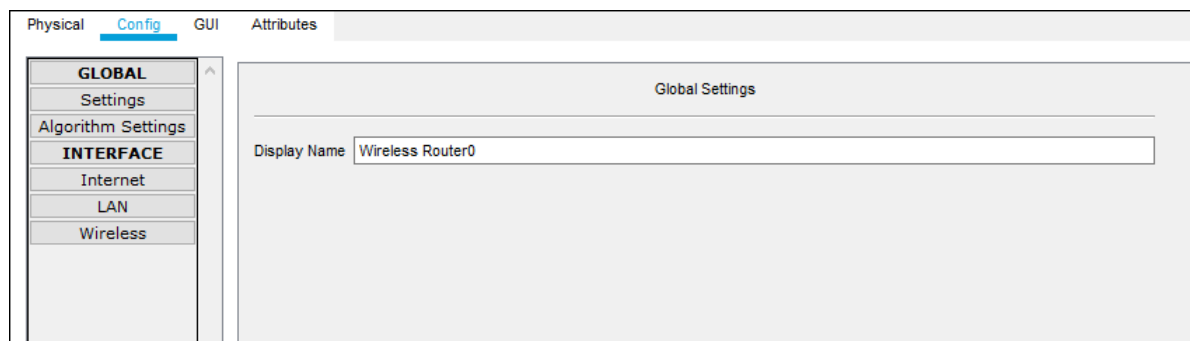 Physical Config GUI Attributes
GLOBAL
Settings
Algorithm Settings
INTERFACE
Internet
LAN
Wireless
Global Settings
Display Name Wireless Router0